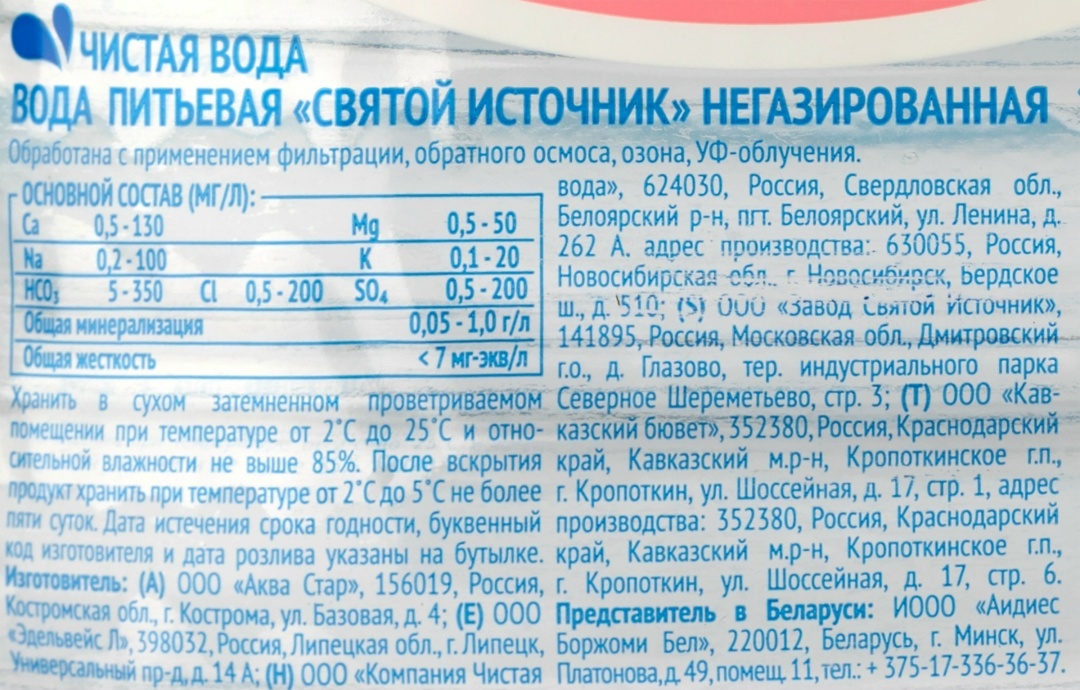 ЧИСТАЯ ВОДА
ВОДА ПИТЬЕВАЯ «СВЯТОЙ ИСТОЧНИК» НЕГАЗИРОВАННАЯ
Обработана с применением фильтрации, обратного осмоса, озона, УФ-облучения.
ОСНОВНОЙ СОСТАВ (МГ/Л):
Ca 0,5 - 130 Mg 0,5 - 50
Na 0,2 - 100 K 0,1 - 20
HCO₃ 5 - 350 Cl 0,5 - 200 SO₄ 0,5 - 200
Общая минерализация 0,05 - 1,0 г/л
Общая жесткость < 7 мг-экв/л
Хранить в сухом затемненном проветриваемом
помещении при температуре от 2˚С до 25˚С и отно-
сительной влажности не выше 85%. После вскрытия
продукт хранить при температуре от 2˚С до 5˚С не более
пяти суток. Дата истечения срока годности, буквенный
код изготовителя и дата розлива указаны на бутылке.
Изготовитель: (А) ООО «Аква Стар», 156019, Россия,
Костромская обл., г. Кострома, ул. Базовая, д. 4; (Е) ООО
«Эдельвейс Л», 398032, Россия, Липецкая обл., г. Липецк,
Универсальный пр-д, д. 14 А; (Н) ООО «Компания Чистая
вода», 624030, Россия, Свердловская обл.,
Белоярский р-н, пгт. Белоярский, ул. Ленина, д.
262 А. адрес производства: 630055, Россия,
Новосибирская обл., г. Новосибирск, Бердское
ш., д. 510; (S) ООО «Завод Святой Источник»,
141895, Россия, Московская обл., Дмитровский
г.о., д. Глазово, тер. индустриального парка
Северное Шереметьево, стр. 3; (Т) ООО «Кав-
казский бювет», 352380, Россия, Краснодарский
край, Кавказский м.р-н, Кропоткинское г.п.,
г. Кропоткин, ул. Шоссейная, д. 17, стр. 1, адрес
производства: 352380, Россия, Краснодарский
край, Кавказский м.р-н, Кропоткинское г.п.,
г. Кропоткин, ул. Шоссейная, д. 17, стр. 6.
Представитель в Беларуси: ИООО «Аидиес
Боржоми Бел», 220012, Беларусь, г. Минск, ул.
Платонова, д. 49, помещ. 11, тел.: + 375-17-336-36-37.